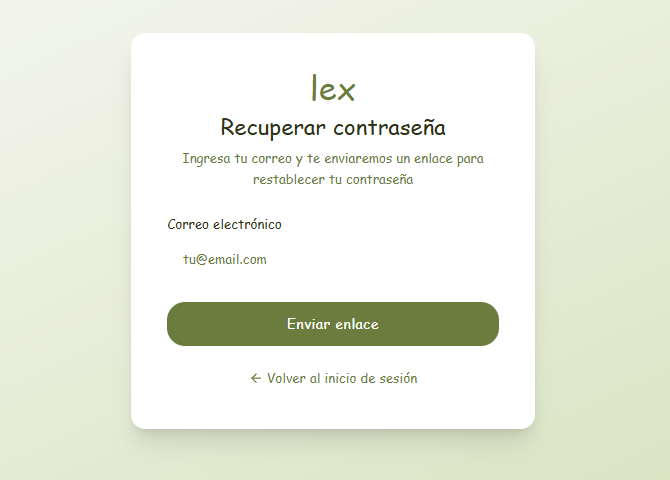 lex
Recuperar contraseña
Ingresa tu correo y te enviaremos un enlace para
restablecer tu contraseña
Correo electrónico
tu@email.com
Enviar enlace
← Volver al inicio de sesión